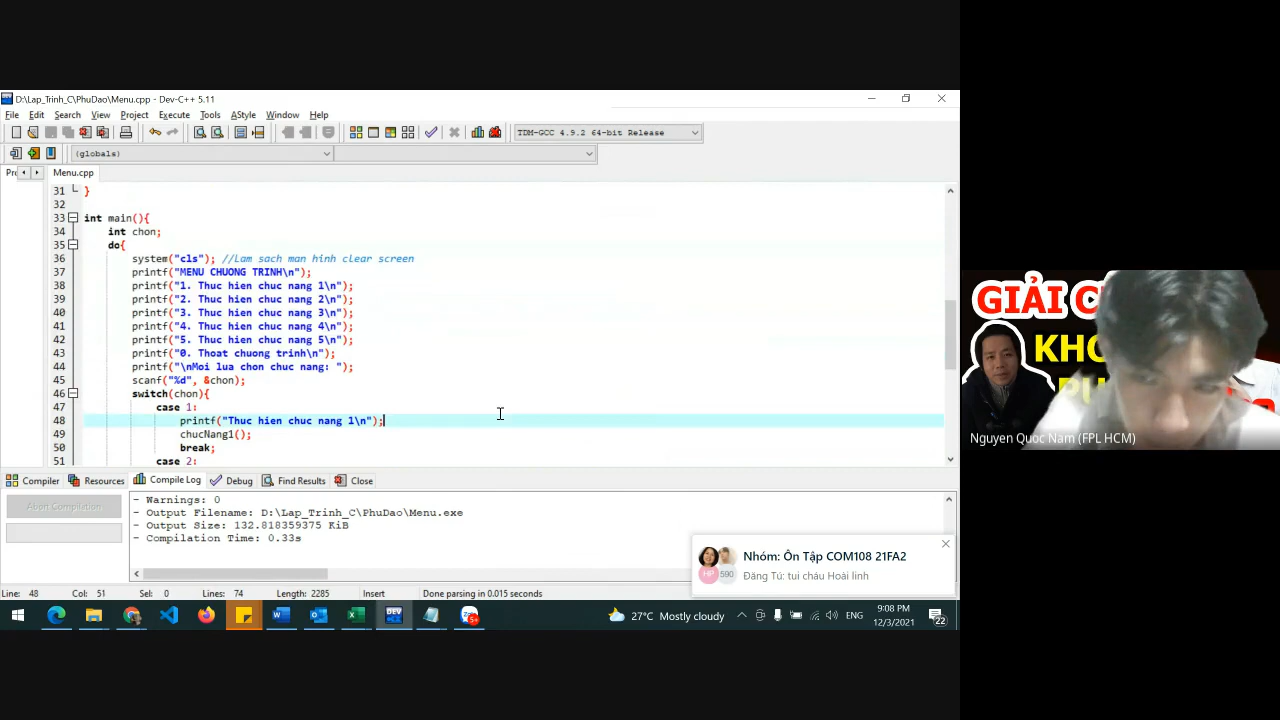 D:\Lap_Trinh_C\PhuDao\Menu.cpp - Dev-C++ 5.11
File Edit Search View Project Execute Tools AStyle Window Help
TDM-GCC 4.9.2 64-bit Release
(globals)
Menu.cpp
31 }
32
33 int main(){
34 int chon;
35 do{
36 system("cls"); //Lam sach man hinh clear screen
37 printf("MENU CHUONG TRINH\n");
38 printf("1. Thuc hien chuc nang 1\n");
39 printf("2. Thuc hien chuc nang 2\n");
40 printf("3. Thuc hien chuc nang 3\n");
41 printf("4. Thuc hien chuc nang 4\n");
42 printf("5. Thuc hien chuc nang 5\n");
43 printf("0. Thoat chuong trinh\n");
44 printf("\nMoi lua chon chuc nang: ");
45 scanf("%d", &chon);
46 switch(chon){
47 case 1:
48 printf("Thuc hien chuc nang 1\n");
49 chucNang1();
50 break;
51 case 2:
Compiler Resources Compile Log Debug Find Results Close
Abort Compilation
- Warnings: 0
- Output Filename: D:\Lap_Trinh_C\PhuDao\Menu.exe
- Output Size: 132.818359375 KiB
- Compilation Time: 0.33s
Nhóm: Ôn Tập COM108 21FA2
HP 590 Đăng Tú: tui cháu Hoài linh
Line: 48 Col: 51 Sel: 0 Lines: 74 Length: 2285 Insert Done parsing in 0.015 seconds
DEV
5+
27°C Mostly cloudy
ENG
9:08 PM
12/3/2021
22
GIẢI C
KHO
Nguyen Quoc Nam (FPL HCM)